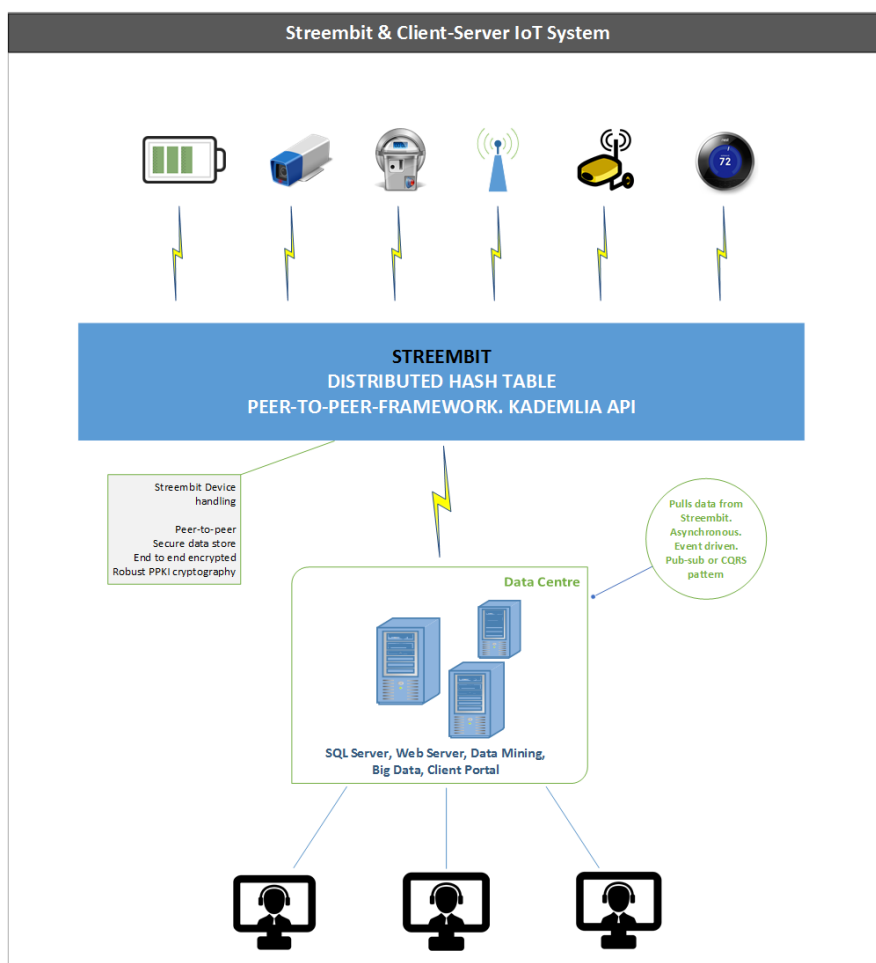 Streembit & Client-Server IoT System
72
STREEMBIT
DISTRIBUTED HASH TABLE
PEER-TO-PEER-FRAMEWORK. KADEMLIA API
Streembit Device
handling
Peer-to-peer
Secure data store
End to end encrypted
Robust PPKI cryptography
Pulls data from
Streembit.
Asynchronous.
Event driven.
Pub-sub or CQRS
pattern
Data Centre
SQL Server, Web Server, Data Mining,
Big Data, Client Portal